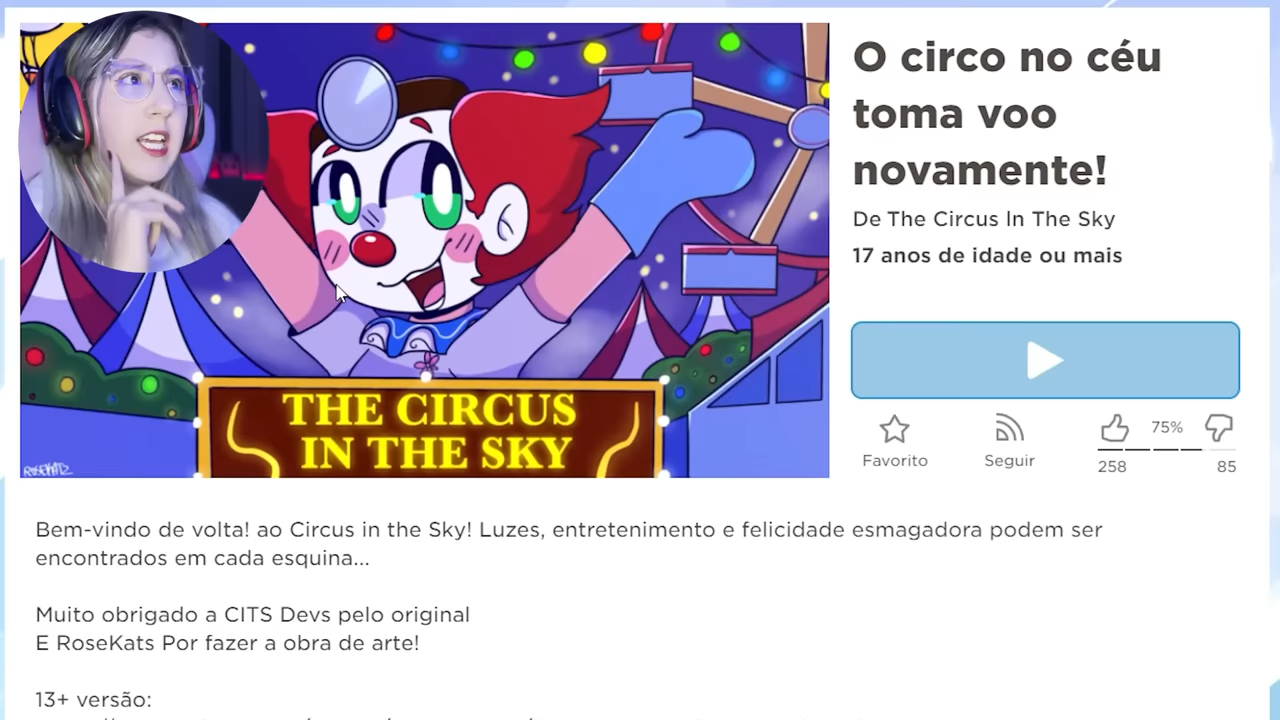 O circo no céu
toma voo
novamente!
De The Circus In The Sky
17 anos de idade ou mais
THE CIRCUS
IN THE SKY
ROSEKATZ
Favorito
Seguir
75%
258
85
Bem-vindo de volta! ao Circus in the Sky! Luzes, entretenimento e felicidade esmagadora podem ser
encontrados em cada esquina...
Muito obrigado a CITS Devs pelo original
E RoseKats Por fazer a obra de arte!
13+ versão: